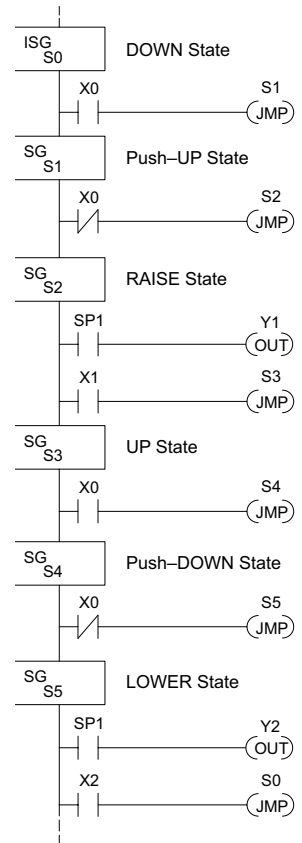 ISG
S0
DOWN State
X0
S1
JMP
SG
S1
Push–UP State
X0
S2
JMP
SG
S2
RAISE State
SP1
Y1
OUT
X1
S3
JMP
SG
S3
UP State
X0
S4
JMP
SG
S4
Push–DOWN State
X0
S5
JMP
SG
S5
LOWER State
SP1
Y2
OUT
X2
S0
JMP